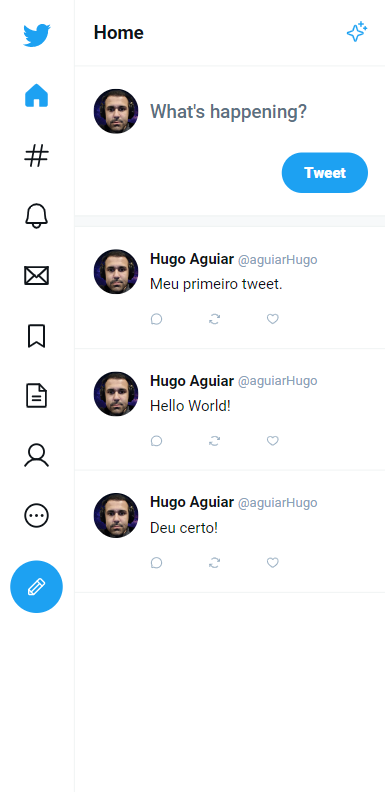 Home
What's happening?
Tweet
Hugo Aguiar @aguiarHugo
Meu primeiro tweet.
Hugo Aguiar @aguiarHugo
Hello World!
Hugo Aguiar @aguiarHugo
Deu certo!